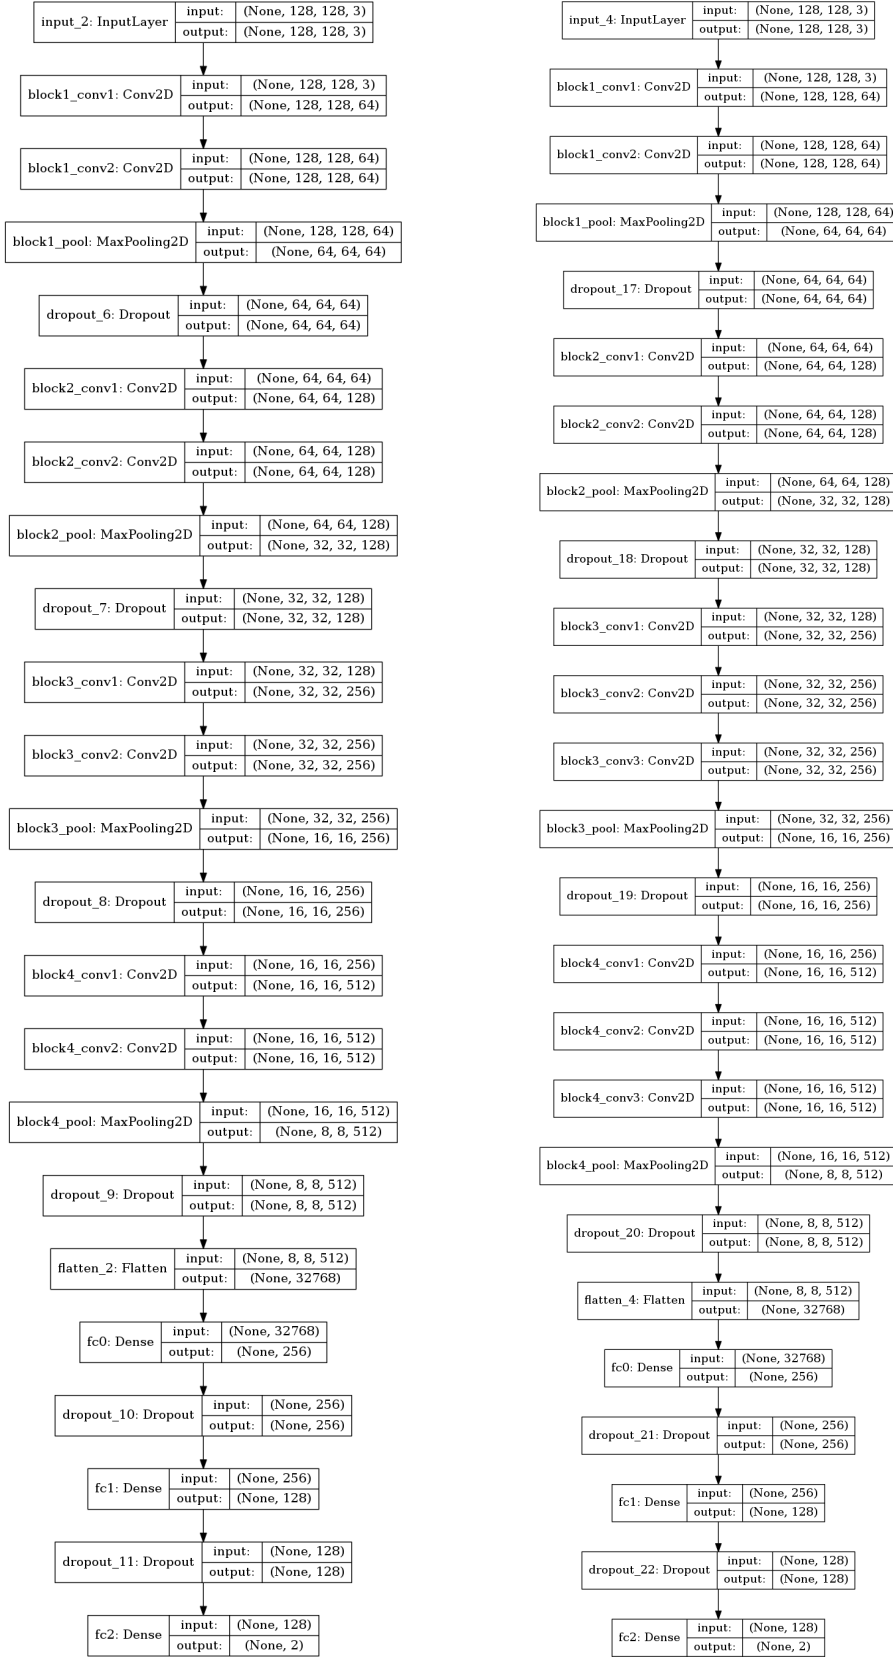 input_2: InputLayer
input: (None, 128, 128, 3)
output: (None, 128, 128, 3)
block1_conv1: Conv2D
input: (None, 128, 128, 3)
output: (None, 128, 128, 64)
block1_conv2: Conv2D
input: (None, 128, 128, 64)
output: (None, 128, 128, 64)
block1_pool: MaxPooling2D
input: (None, 128, 128, 64)
output: (None, 64, 64, 64)
dropout_6: Dropout
input: (None, 64, 64, 64)
output: (None, 64, 64, 64)
block2_conv1: Conv2D
input: (None, 64, 64, 64)
output: (None, 64, 64, 128)
block2_conv2: Conv2D
input: (None, 64, 64, 128)
output: (None, 64, 64, 128)
block2_pool: MaxPooling2D
input: (None, 64, 64, 128)
output: (None, 32, 32, 128)
dropout_7: Dropout
input: (None, 32, 32, 128)
output: (None, 32, 32, 128)
block3_conv1: Conv2D
input: (None, 32, 32, 128)
output: (None, 32, 32, 256)
block3_conv2: Conv2D
input: (None, 32, 32, 256)
output: (None, 32, 32, 256)
block3_pool: MaxPooling2D
input: (None, 32, 32, 256)
output: (None, 16, 16, 256)
dropout_8: Dropout
input: (None, 16, 16, 256)
output: (None, 16, 16, 256)
block4_conv1: Conv2D
input: (None, 16, 16, 256)
output: (None, 16, 16, 512)
block4_conv2: Conv2D
input: (None, 16, 16, 512)
output: (None, 16, 16, 512)
block4_pool: MaxPooling2D
input: (None, 16, 16, 512)
output: (None, 8, 8, 512)
dropout_9: Dropout
input: (None, 8, 8, 512)
output: (None, 8, 8, 512)
flatten_2: Flatten
input: (None, 8, 8, 512)
output: (None, 32768)
fc0: Dense
input: (None, 32768)
output: (None, 256)
dropout_10: Dropout
input: (None, 256)
output: (None, 256)
fc1: Dense
input: (None, 256)
output: (None, 128)
dropout_11: Dropout
input: (None, 128)
output: (None, 128)
fc2: Dense
input: (None, 128)
output: (None, 2)
input_4: InputLayer
input: (None, 128, 128, 3)
output: (None, 128, 128, 3)
block1_conv1: Conv2D
input: (None, 128, 128, 3)
output: (None, 128, 128, 64)
block1_conv2: Conv2D
input: (None, 128, 128, 64)
output: (None, 128, 128, 64)
block1_pool: MaxPooling2D
input: (None, 128, 128, 64)
output: (None, 64, 64, 64)
dropout_17: Dropout
input: (None, 64, 64, 64)
output: (None, 64, 64, 64)
block2_conv1: Conv2D
input: (None, 64, 64, 64)
output: (None, 64, 64, 128)
block2_conv2: Conv2D
input: (None, 64, 64, 128)
output: (None, 64, 64, 128)
block2_pool: MaxPooling2D
input: (None, 64, 64, 128)
output: (None, 32, 32, 128)
dropout_18: Dropout
input: (None, 32, 32, 128)
output: (None, 32, 32, 128)
block3_conv1: Conv2D
input: (None, 32, 32, 128)
output: (None, 32, 32, 256)
block3_conv2: Conv2D
input: (None, 32, 32, 256)
output: (None, 32, 32, 256)
block3_conv3: Conv2D
input: (None, 32, 32, 256)
output: (None, 32, 32, 256)
block3_pool: MaxPooling2D
input: (None, 32, 32, 256)
output: (None, 16, 16, 256)
dropout_19: Dropout
input: (None, 16, 16, 256)
output: (None, 16, 16, 256)
block4_conv1: Conv2D
input: (None, 16, 16, 256)
output: (None, 16, 16, 512)
block4_conv2: Conv2D
input: (None, 16, 16, 512)
output: (None, 16, 16, 512)
block4_conv3: Conv2D
input: (None, 16, 16, 512)
output: (None, 16, 16, 512)
block4_pool: MaxPooling2D
input: (None, 16, 16, 512)
output: (None, 8, 8, 512)
dropout_20: Dropout
input: (None, 8, 8, 512)
output: (None, 8, 8, 512)
flatten_4: Flatten
input: (None, 8, 8, 512)
output: (None, 32768)
fc0: Dense
input: (None, 32768)
output: (None, 256)
dropout_21: Dropout
input: (None, 256)
output: (None, 256)
fc1: Dense
input: (None, 256)
output: (None, 128)
dropout_22: Dropout
input: (None, 128)
output: (None, 128)
fc2: Dense
input: (None, 128)
output: (None, 2)